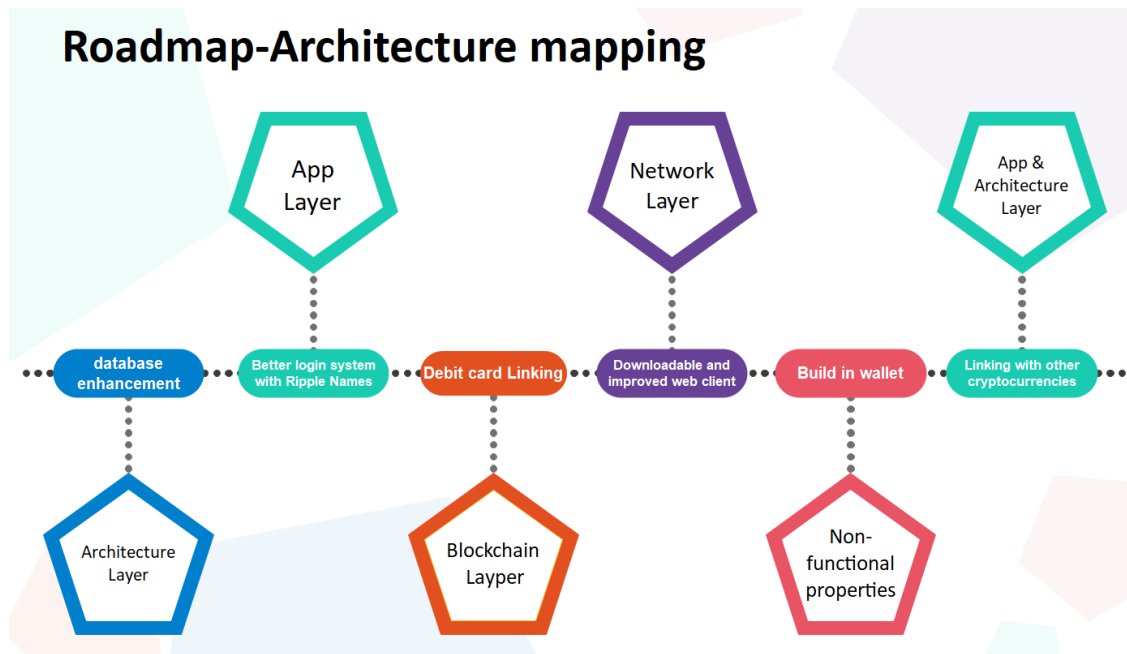 Roadmap-Architecture mapping
App
Layer
Network
Layer
App &
Architecture
Layer
database
enhancement
Better login system
with Ripple Names
Debit card Linking
Downloadable and
improved web client
Build in wallet
Linking with other
cryptocurrencies
Architecture
Layer
Blockchain
Layper
Non-
functional
properties